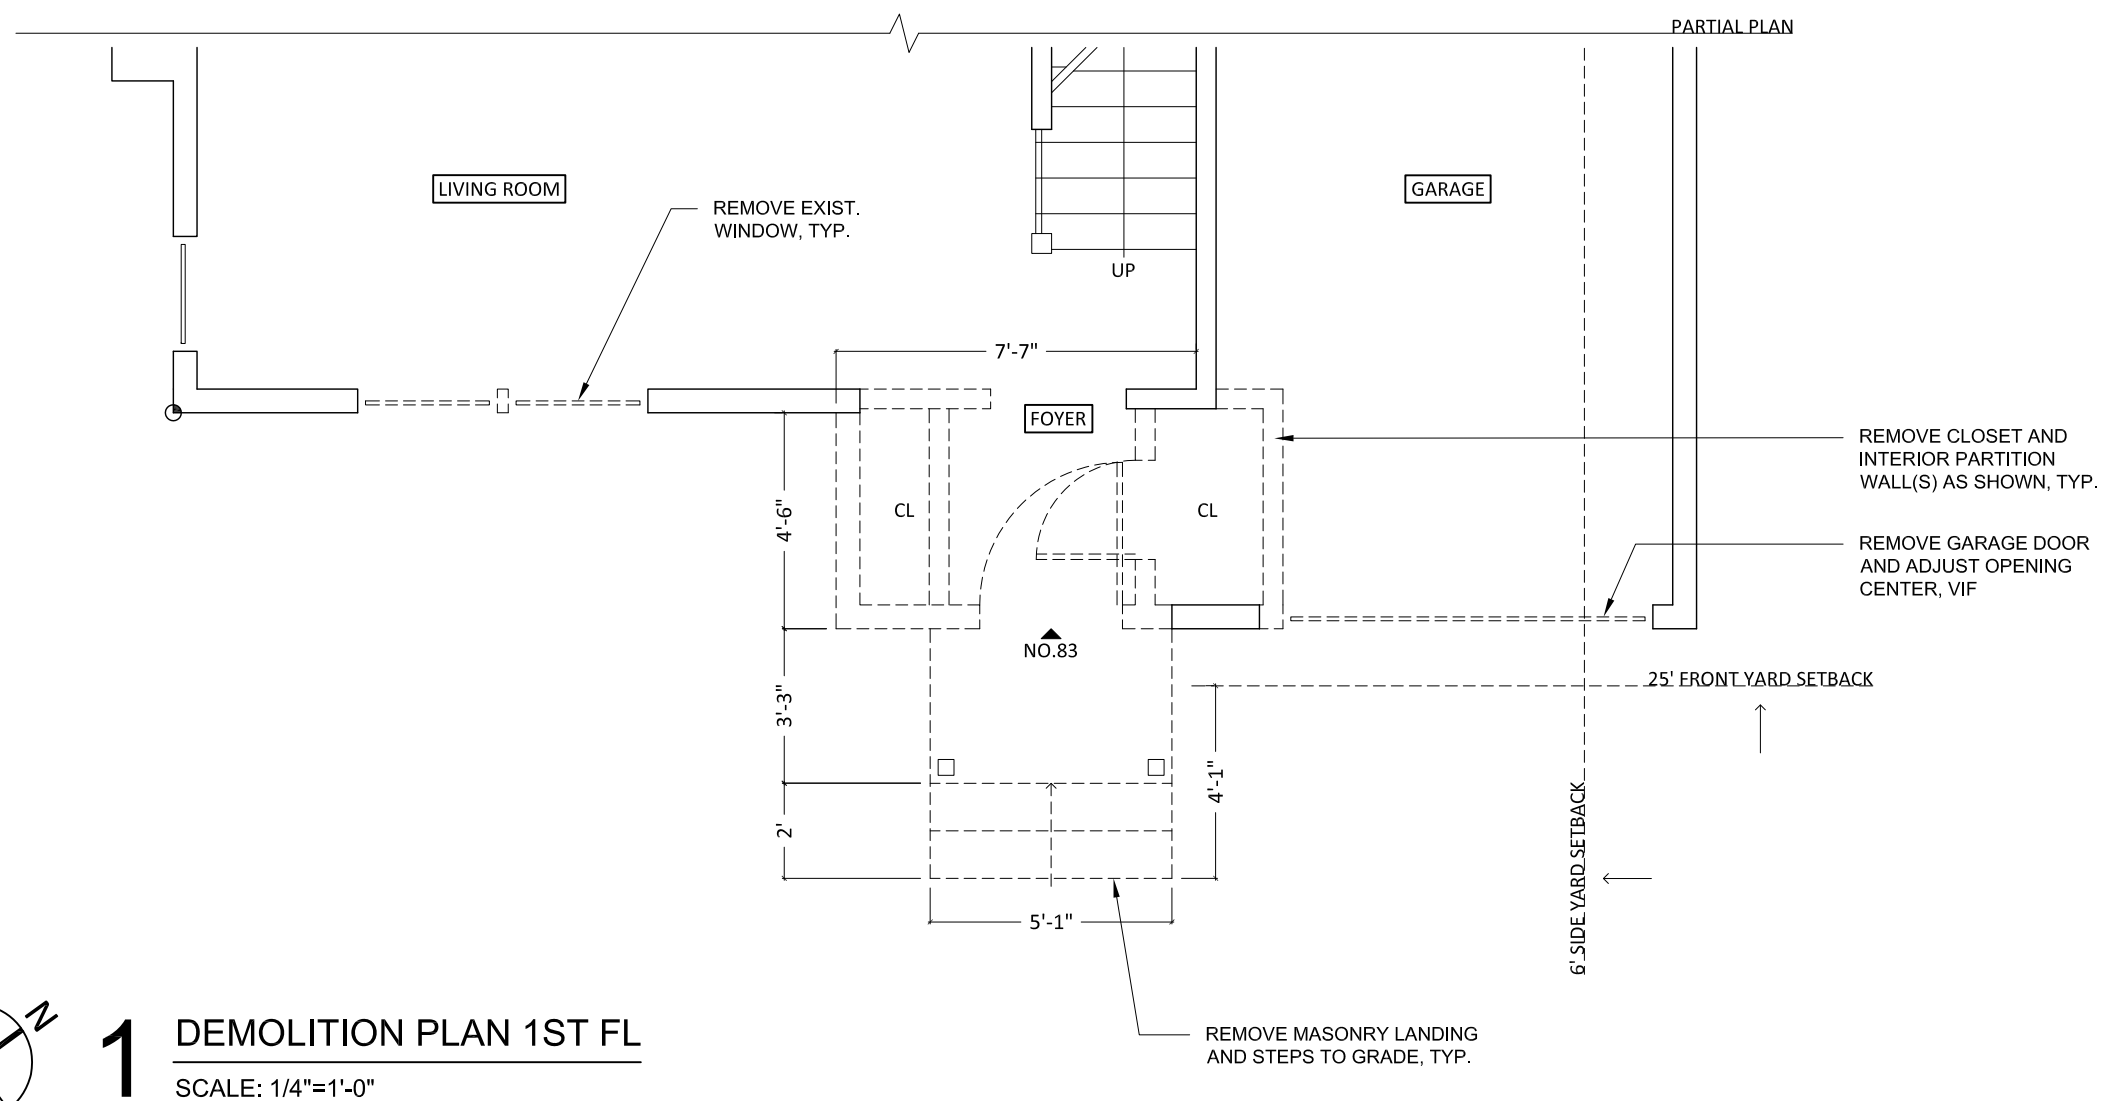 PARTIAL PLAN
LIVING ROOM
GARAGE
REMOVE EXIST.
WINDOW, TYP.
UP
7'-7"
FOYER
REMOVE CLOSET AND
INTERIOR PARTITION
WALL(S) AS SHOWN, TYP.
4'-6"
CL
CL
REMOVE GARAGE DOOR
AND ADJUST OPENING
CENTER, VIF
NO.83
25' FRONT YARD SETBACK
3'-3"
4'-1"
2'
6' SIDE YARD SETBACK
5'-1"
REMOVE MASONRY LANDING
AND STEPS TO GRADE, TYP.
N
1
DEMOLITION PLAN 1ST FL
SCALE: 1/4"=1'-0"